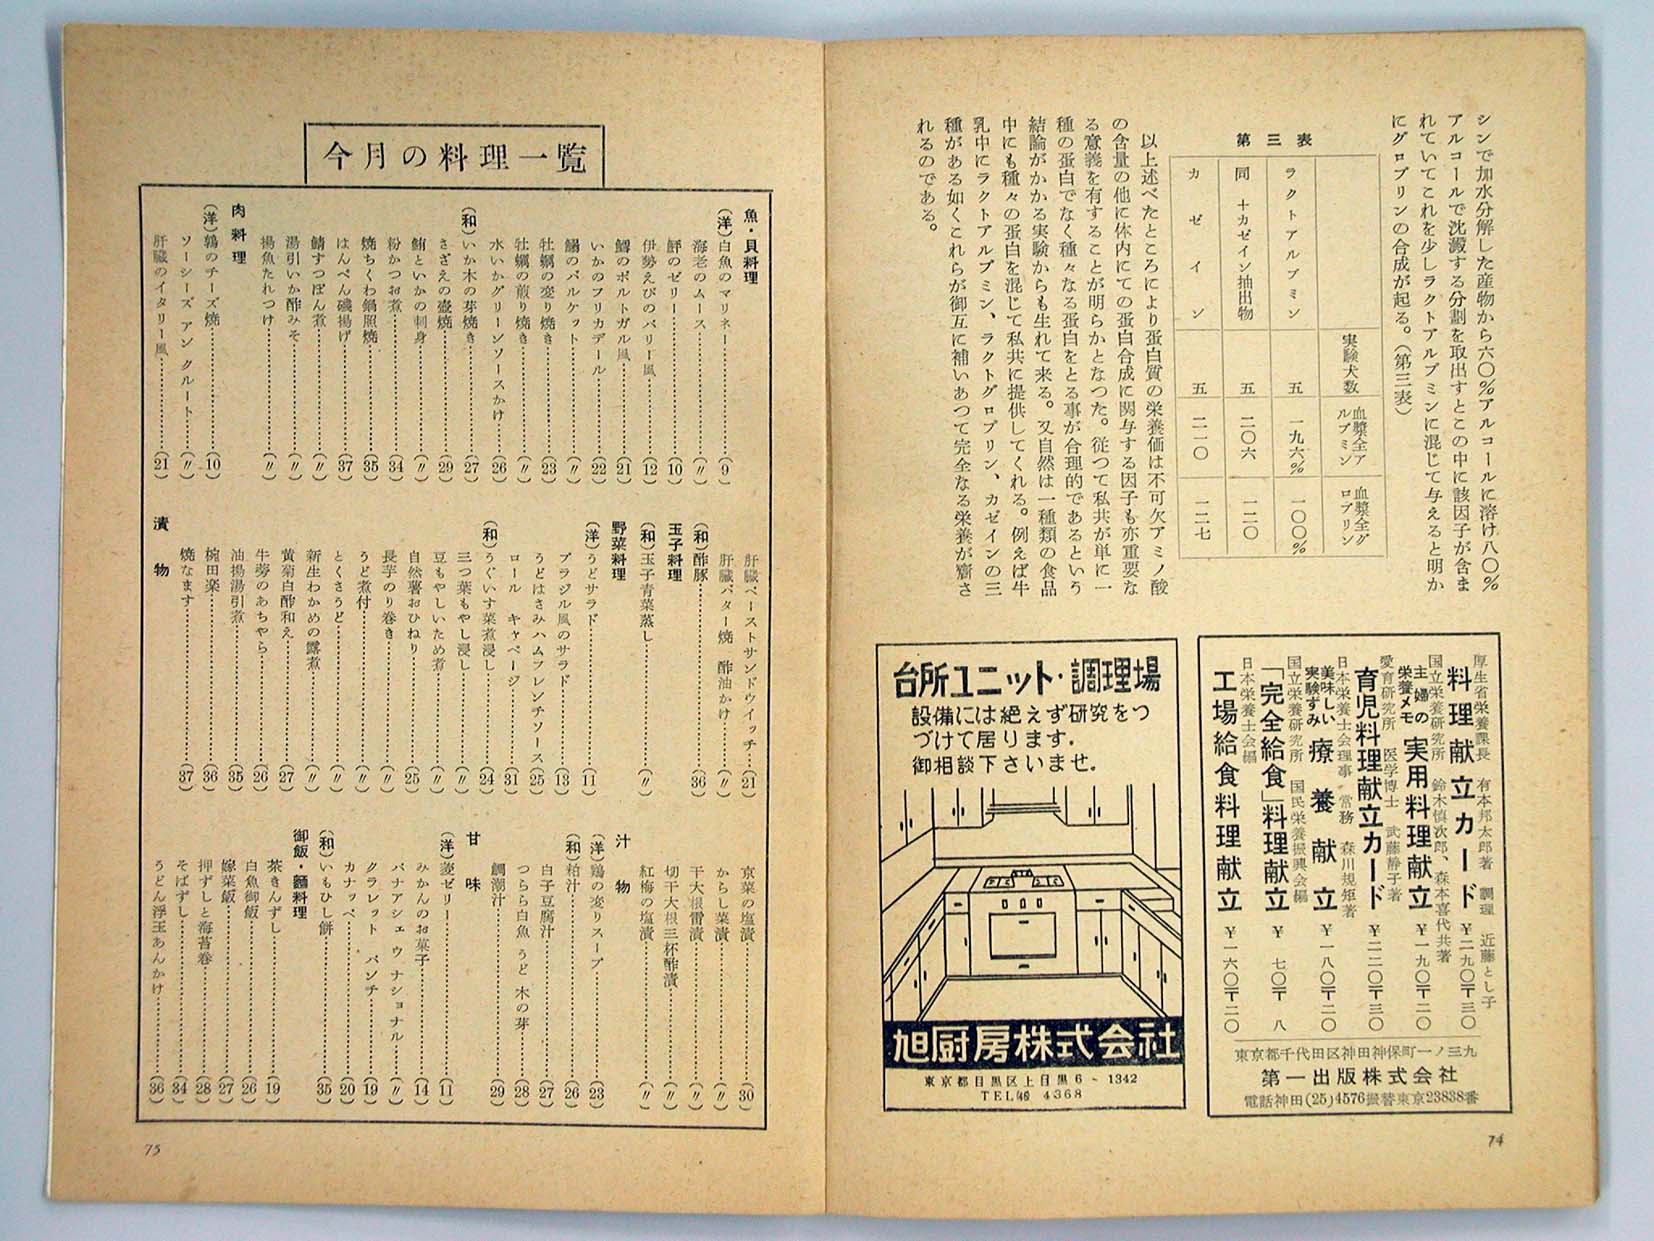 シンで加水分解した産物から六〇％アルコールに溶け八〇％
アルコールで沈澱する分劃を取出すとこの中に該因子が含ま
れていてこれを少しラクトアルブミンに混じて与えると明か
にグロブリンの合成が起る。（第三表）
第三表
実験犬数
血漿全アルブミン
血漿全グロブリン
ラクトアルブミン 五 一九六％ 一〇〇％
同　＋カゼイン抽出物 五 二〇六 一二〇
カゼイン 五 二一〇 一二七
以上述べたところにより蛋白質の栄養価は不可欠アミノ酸
の含量の他に体内にての蛋白合成に関与する因子も亦重要な
る意義を有することが明らかとなつた。従つて私共が単に一
種の蛋白でなく種々なる蛋白をとる事が合理的であるという
結論がかかる実験からも生れて来る。又自然は一種類の食品
中にも種々の蛋白を混じて私共に提供してくれる。例えば牛
乳中にラクトアルブミン、ラクトグロブリン、カゼインの三
種がある如くこれらが御互に補いあつて完全なる栄養が齎さ
れるのである。
厚生省栄養課長　有本邦太郎著　調理　近藤とし子
料理献立カード ￥二九〇〒三〇
国立栄養研究所　鈴木慎次郎、森本喜代共著
主婦の栄養メモ 実用料理献立 ￥一九〇〒二〇
愛育研究所　医学博士　武藤静子著
育児料理献立カード ￥二二〇〒三〇
日本栄養士会理事　常務　森川規矩著
美味しい実験ずみ 療養献立 ￥一八〇〒二〇
国立栄養研究所　国民栄養振興会編
「完全給食」料理献立 ￥七〇〒八
日本栄養士会編
工場給食料理献立 ￥一六〇〒二〇
東京都千代田区神田神保町一ノ三九
第一出版株式会社
電話神田(25)4576振替東京23838番
台所ユニット・調理場
設備には絶えず研究をつ
づけて居ります.
御相談下さいませ.
旭厨房株式会社
東京都目黒区上目黒6～1342
TEL(46) 4368
74
今月の料理一覧
魚・貝料理
（洋）白魚のマリネー（9）
海老のムース（〃）
鮃のゼリー（10）
伊勢えびのパリー風（12）
鱈のポルトガル風（21）
いかのフリカデール（22）
鰯のパルケット（〃）
牡蠣の変り焼き（23）
牡蠣の煎り焼き（〃）
水いかグリーンソースかけ（26）
（和）いか木の芽焼き（27）
さざえの壺焼（29）
鮪といかの刺身（〃）
粉かつお煮（34）
焼ちくわ鍋照焼（35）
はんぺん磯揚げ（37）
鯖すつぽん煮（〃）
湯引いか酢みそ（〃）
揚魚たれつけ（〃）
肉料理
（洋）鶏のチーズ焼（10）
ソーシーズ アン クルート（〃）
肝臓のイタリー風（21）
肝臓ペーストサンドウイッチ（21）
肝臓バター焼　酢油かけ（〃）
（和）酢豚（36）
玉子料理
（和）玉子青菜蒸し（〃）
野菜料理
（洋）うどサラド（11）
ブラジル風のサラド（13）
うどはさみハムフレンチソース（25）
ロール　キャベージ（31）
（和）うぐいす菜煮浸し（24）
三つ葉もやし浸し（〃）
豆もやしいため煮（〃）
自然薯おひねり（25）
長芋のり巻き（〃）
うど煮付（〃）
とくさうど（〃）
新生わかめの露煮（〃）
黄菊白酢和え（27）
牛蒡のあちやら（26）
油揚湯引煮（35）
椀田楽（36）
焼なます（37）
漬物
京菜の塩漬（30）
からし菜漬（〃）
干大根雷漬（〃）
切干大根三杯酢漬（〃）
紅梅の塩漬（〃）
汁物
（洋）鶏の変りスープ（23）
（和）粕汁（26）
白子豆腐汁（27）
つらら白魚 うど 木の芽（28）
鯛潮汁（29）
甘味
（洋）菱ゼリー（11）
みかんのお菓子（14）
パナアシェ ウ ナショナル（〃）
クラレット　パンチ（19）
カナッペ（20）
（和）いもひし餅（35）
御飯・麺料理
茶きんずし（19）
白魚御飯（26）
嫁菜飯（27）
押ずしと海苔巻（28）
そばずし（34）
うどん浮玉あんかけ（36）
75